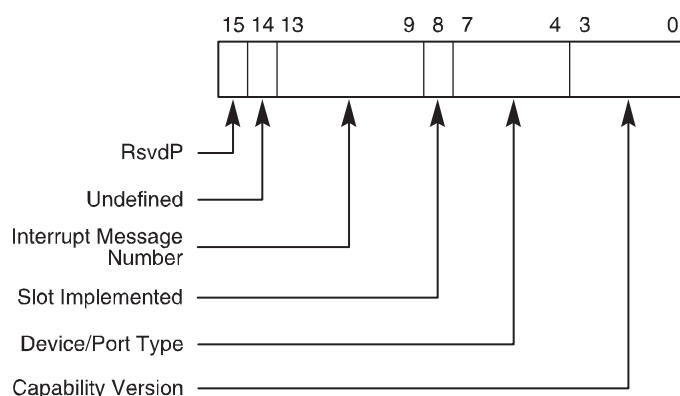 15 14 13 9 8 7 4 3 0
RsvdP
Undefined
Interrupt Message
Number
Slot Implemented
Device/Port Type
Capability Version